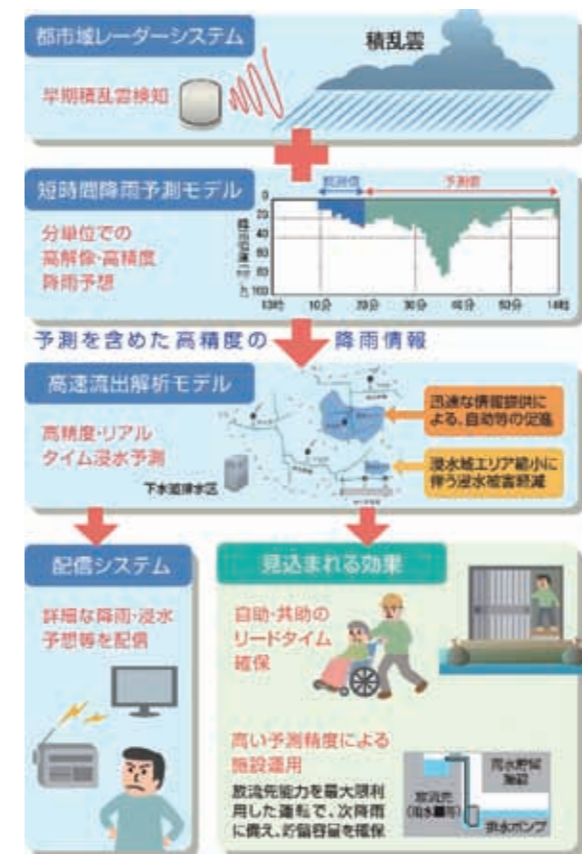 都市域レーダーシステム
積乱雲
早期積乱雲検知
短時間降雨予測モデル
観測値
予測値
分単位での
高解像・高精度
降雨予想
0
20
40
60
80
100
10分
20分
30分
40分
50分
14時
予測を含めた高精度の
降雨情報
高速流出解析モデル
高精度・リアル
タイム浸水予測
迅速な情報提供に
よる、自助等の促進
浸水域エリア縮小に
伴う浸水被害軽減
下水道排水区
配信システム
詳細な降雨・浸水
予想等を配信
見込まれる効果
自助・共助の
リードタイム
確保
高い予測精度による
施設運用
放流先能力を最大限利
用した運転で、次降雨
に備え、貯留容量を確保
雨水貯留
施設
放流先
排水ポンプ